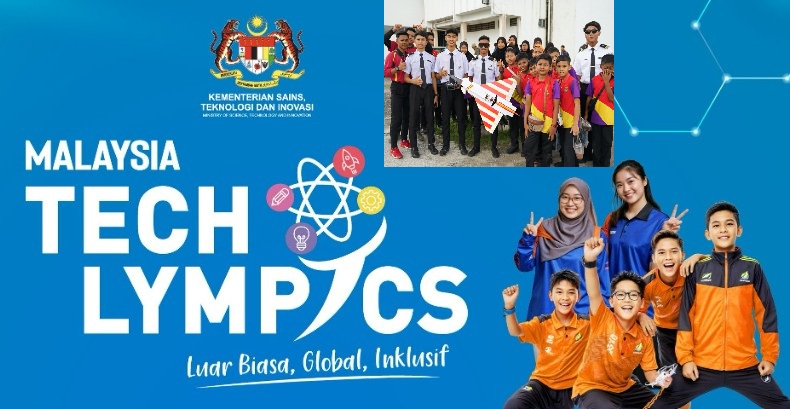 KEMENTERIAN SAINS,
TEKNOLOGI DAN INOVASI
MINISTRY OF SCIENCE, TECHNOLOGY AND INNOVATION
MALAYSIA
TECH
LYMPICS
Luar Biasa, Global, Inklusif